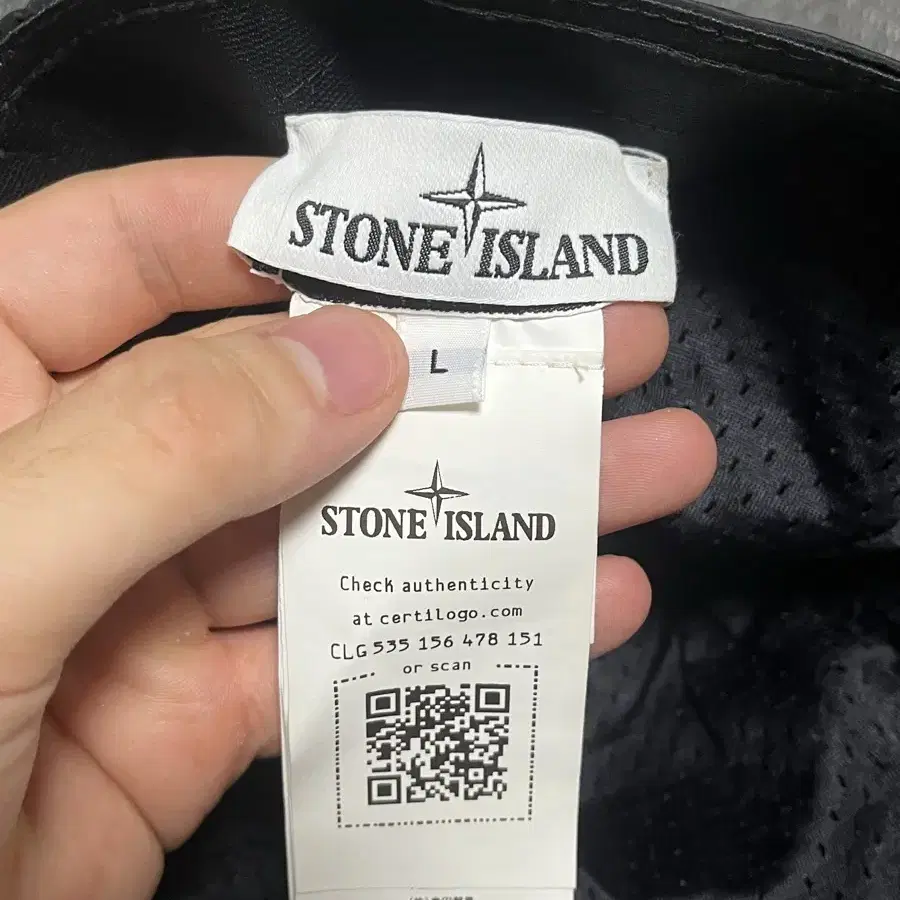 STONE ISLAND
L
STONE ISLAND
Check authenticity
at certilogo.com
CLG 535 156 478 151
or scan